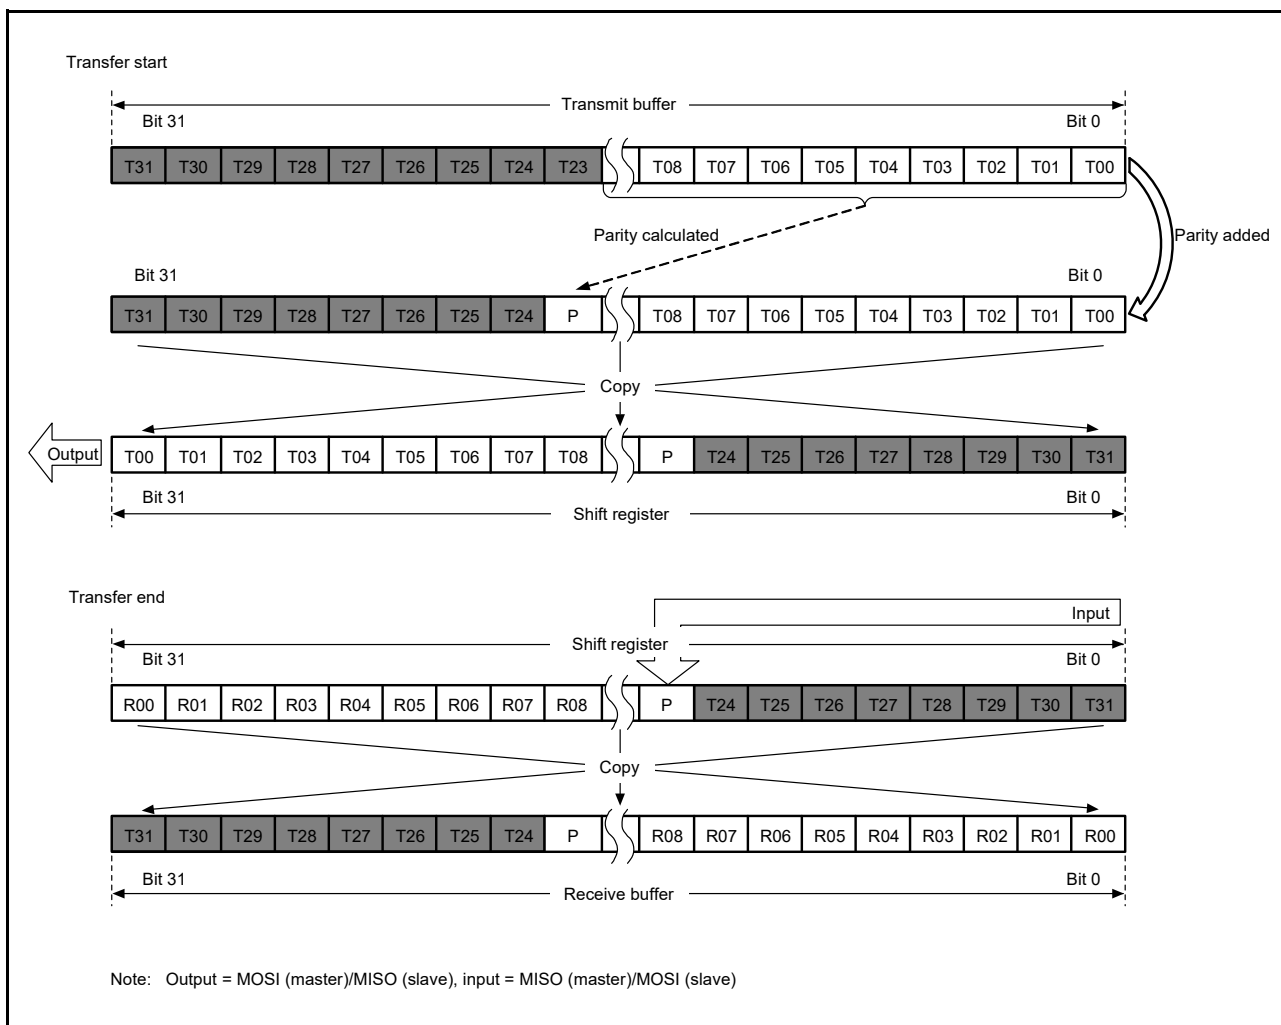 Transfer start
Transmit buffer
Bit 31 Bit 0
T31 T30 T29 T28 T27 T26 T25 T24 T23 T08 T07 T06 T05 T04 T03 T02 T01 T00
Parity calculated
Parity added
Bit 31 Bit 0
T31 T30 T29 T28 T27 T26 T25 T24 P T08 T07 T06 T05 T04 T03 T02 T01 T00
Copy
Output
T00 T01 T02 T03 T04 T05 T06 T07 T08 P T24 T25 T26 T27 T28 T29 T30 T31
Bit 31 Bit 0
Shift register
Transfer end
Input
Shift register
Bit 31 Bit 0
R00 R01 R02 R03 R04 R05 R06 R07 R08 P T24 T25 T26 T27 T28 T29 T30 T31
Copy
T31 T30 T29 T28 T27 T26 T25 T24 P R08 R07 R06 R05 R04 R03 R02 R01 R00
Bit 31 Bit 0
Receive buffer
Note: Output = MOSI (master)/MISO (slave), input = MISO (master)/MOSI (slave)